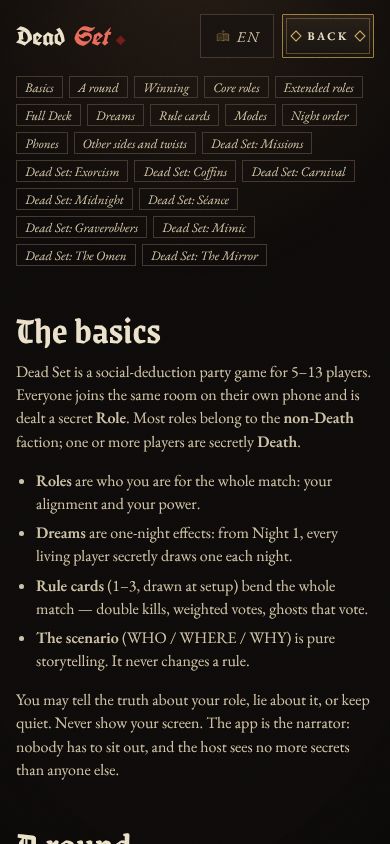 Dead Set
EN
BACK
Basics
A round
Winning
Core roles
Extended roles
Full Deck
Dreams
Rule cards
Modes
Night order
Phones
Other sides and twists
Dead Set: Missions
Dead Set: Exorcism
Dead Set: Coffins
Dead Set: Carnival
Dead Set: Midnight
Dead Set: Séance
Dead Set: Graverobbers
Dead Set: Mimic
Dead Set: The Omen
Dead Set: The Mirror
The basics
Dead Set is a social-deduction party game for 5–13 players.
Everyone joins the same room on their own phone and is
dealt a secret Role. Most roles belong to the non-Death
faction; one or more players are secretly Death.
• Roles are who you are for the whole match: your
alignment and your power.
• Dreams are one-night effects: from Night 1, every
living player secretly draws one each night.
• Rule cards (1–3, drawn at setup) bend the whole
match — double kills, weighted votes, ghosts that vote.
• The scenario (WHO / WHERE / WHY) is pure
storytelling. It never changes a rule.
You may tell the truth about your role, lie about it, or keep
quiet. Never show your screen. The app is the narrator:
nobody has to sit out, and the host sees no more secrets
than anyone else.
A round